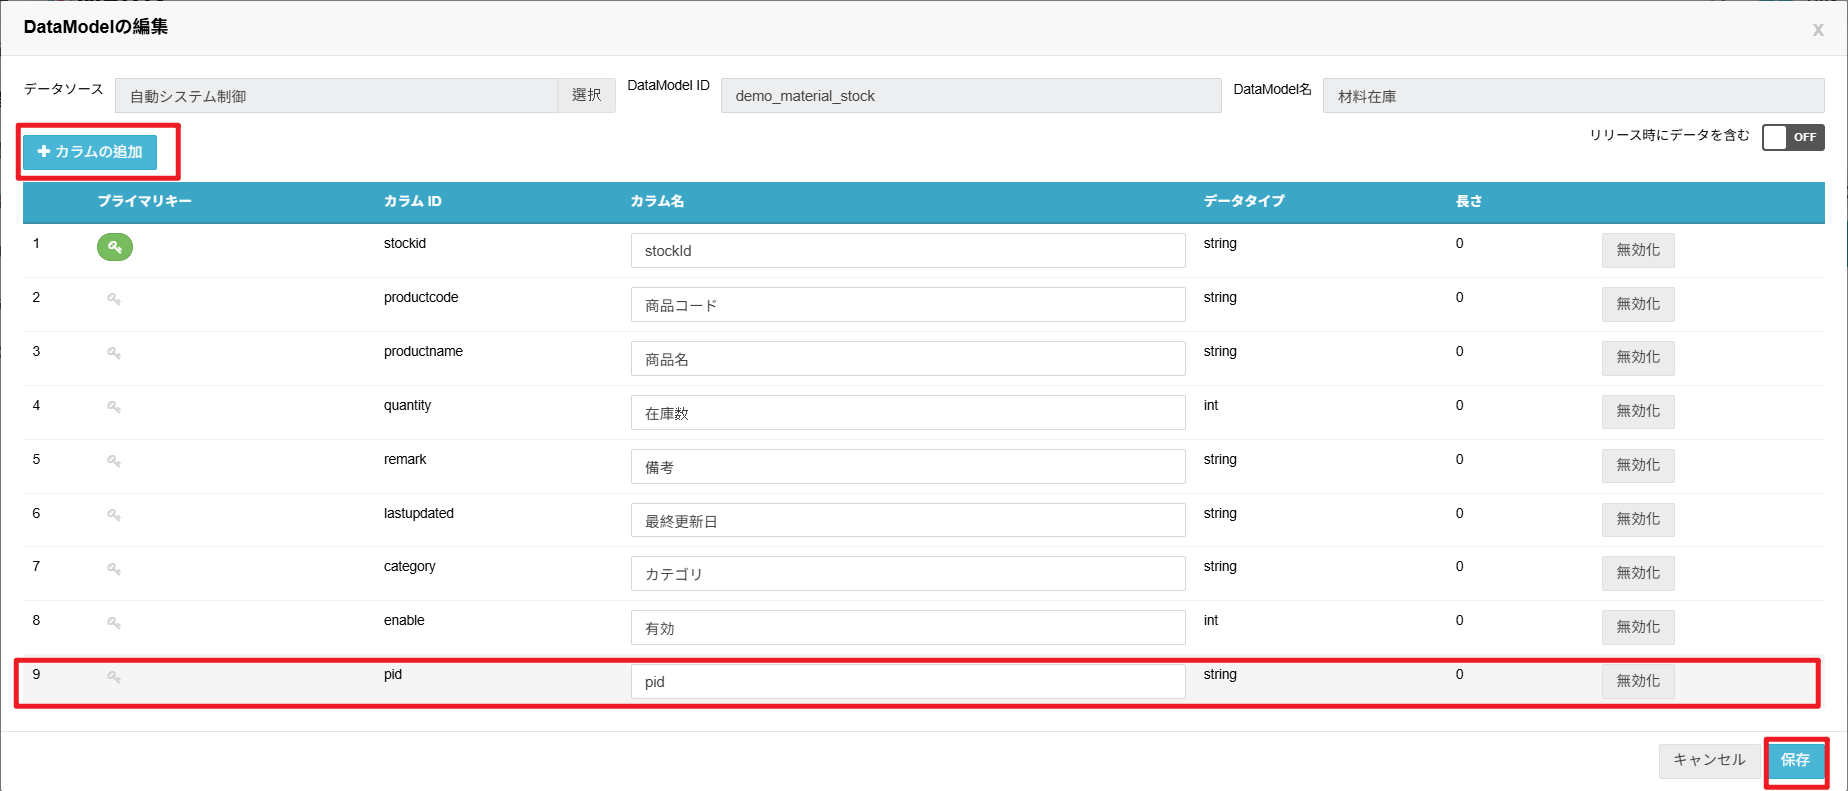 DataModelの編集
x
データソース 自動システム制御 選択 DataModel ID demo_material_stock DataModel名 材料在庫
カラムの追加 リリース時にデータを含む OFF
プライマリキー カラム ID カラム名 データタイプ 長さ
1 stockid stockId string 0 無効化
2 productcode 商品コード string 0 無効化
3 productname 商品名 string 0 無効化
4 quantity 在庫数 int 0 無効化
5 remark 備考 string 0 無効化
6 lastupdated 最終更新日 string 0 無効化
7 category カテゴリ string 0 無効化
8 enable 有効 int 0 無効化
9 pid pid string 0 無効化
キャンセル 保存